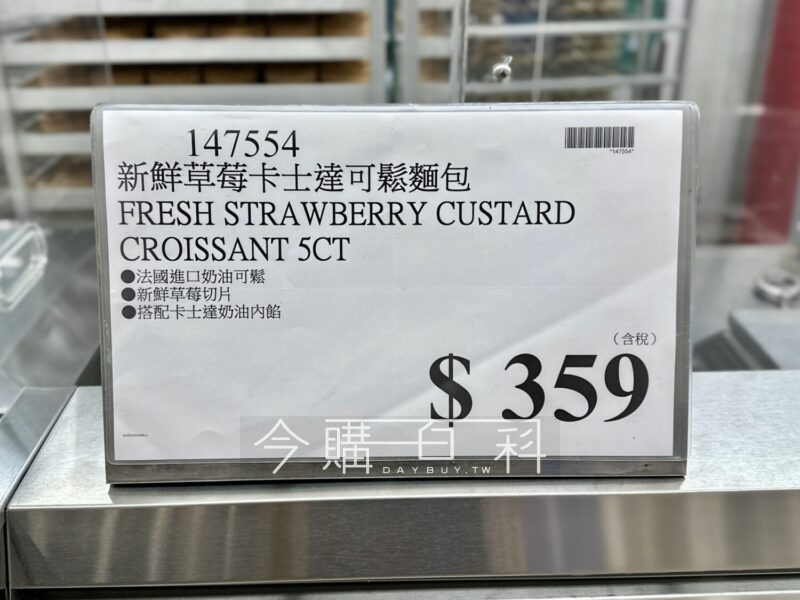 147554
*147554*
新鮮草莓卡士達可鬆麵包
FRESH STRAWBERRY CUSTARD
CROISSANT 5CT
●法國進口奶油可鬆
●新鮮草莓切片
●搭配卡士達奶油內餡
(含稅)
$ 359
今購百科
DAYBUY.TW